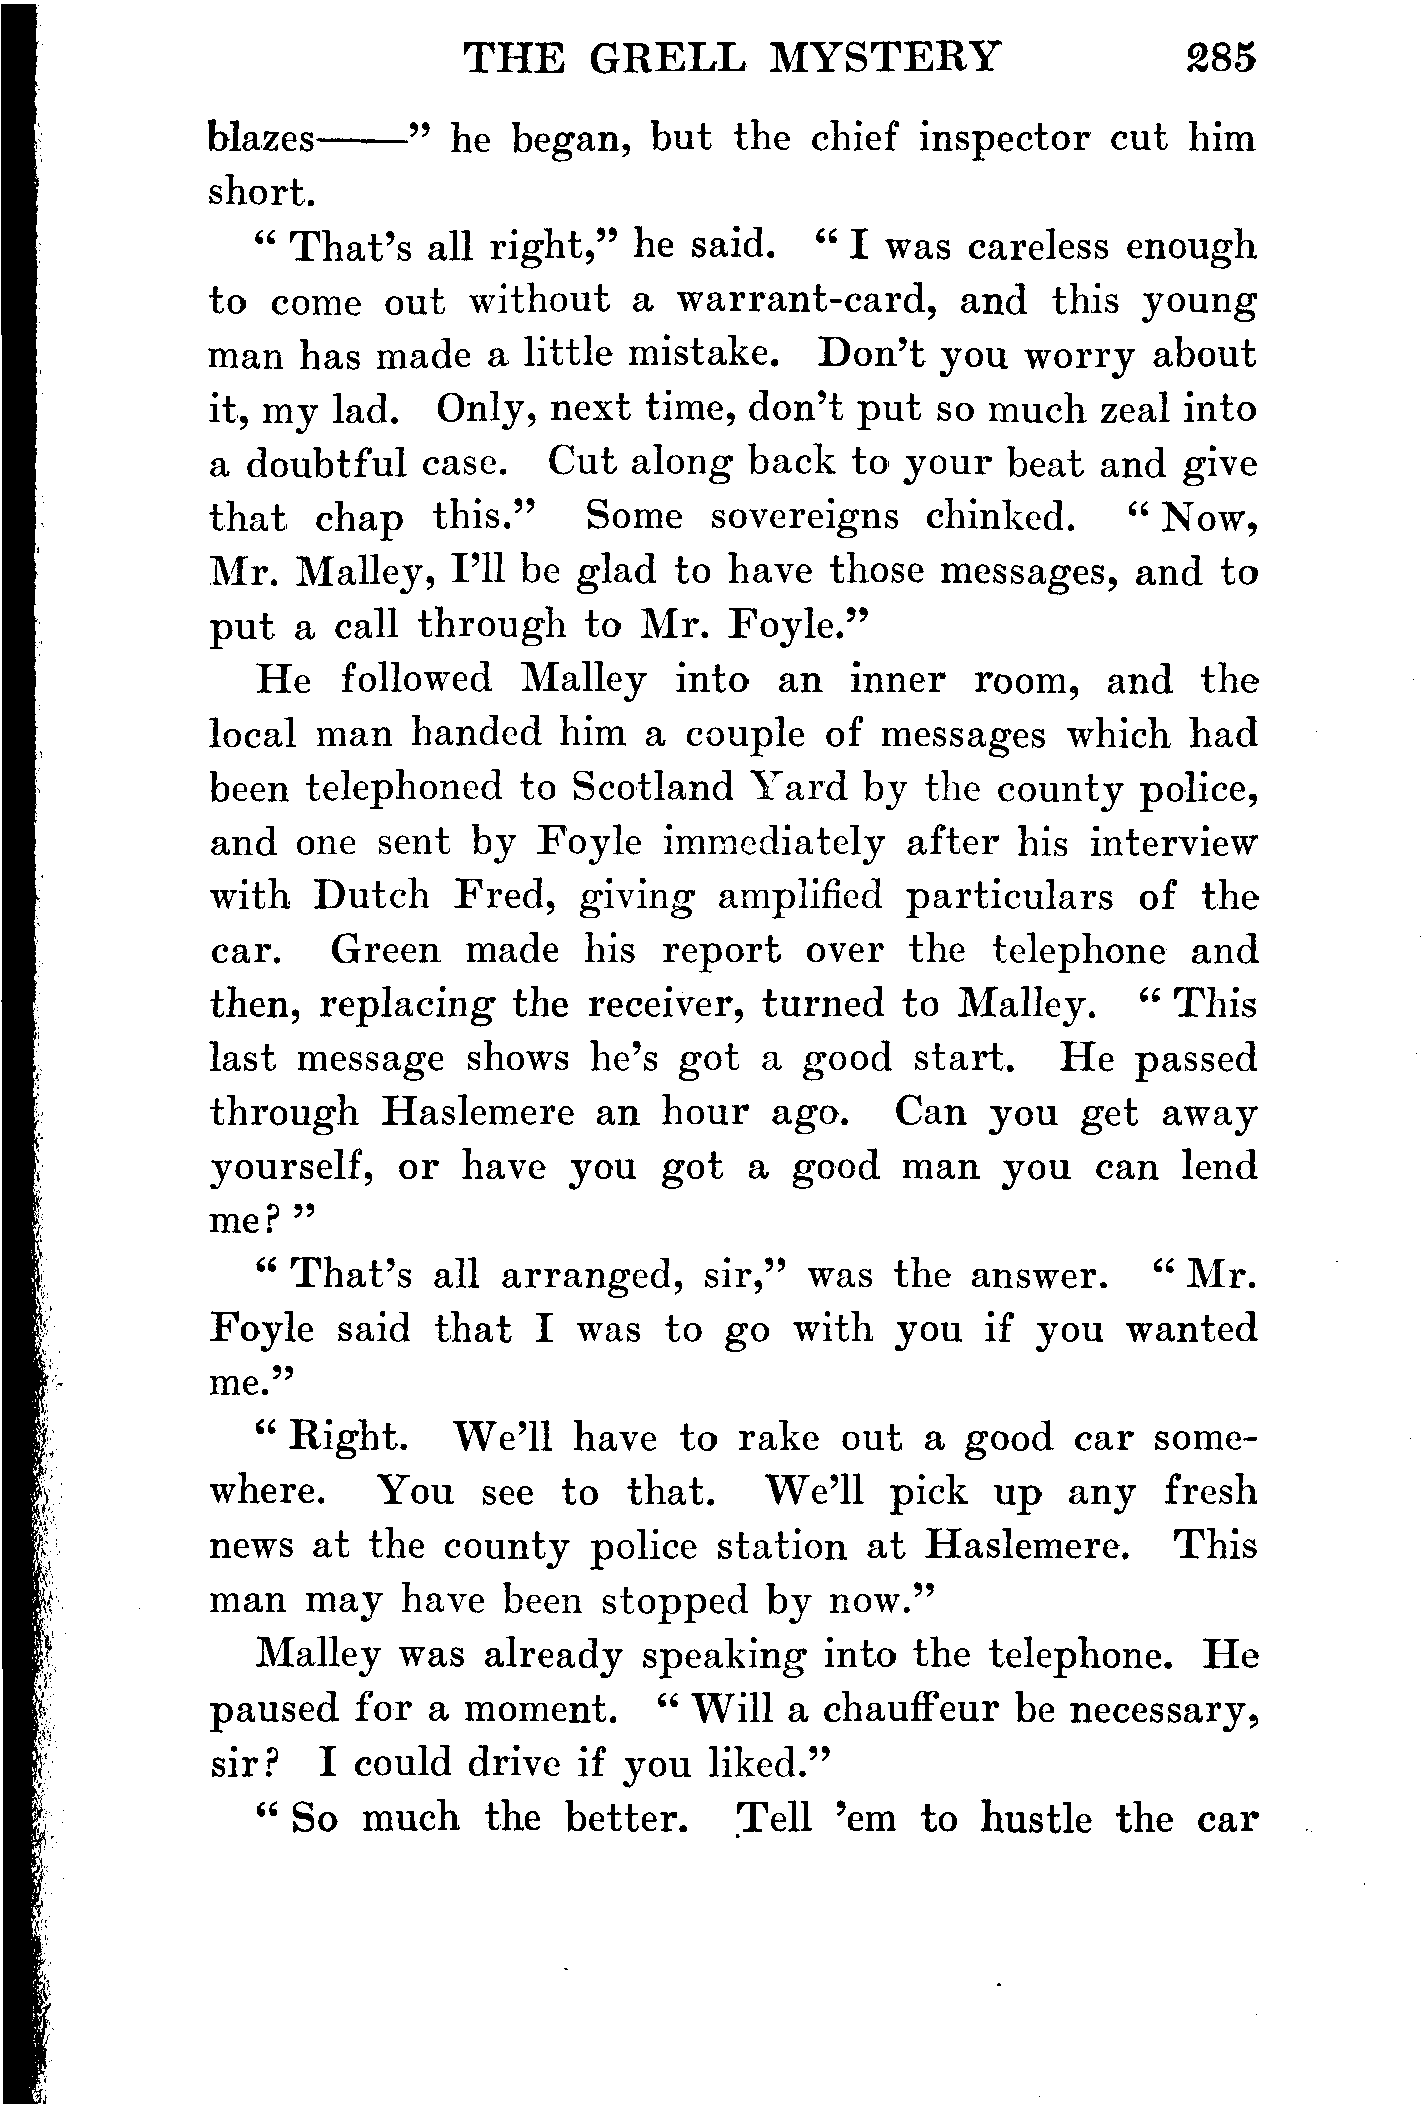 THE GRELL MYSTERY 285
blazes——” he began, but the chief inspector cut him
short.
“ That’s all right,” he said. “ I was careless enough
to come out without a warrant-card, and this young
man has made a little mistake. Don’t you worry about
it, my lad. Only, next time, don’t put so much zeal into
a doubtful case. Cut along back to your beat and give
that chap this.” Some sovereigns chinked. “ Now,
Mr. Malley, I’ll be glad to have those messages, and to
put a call through to Mr. Foyle.”
He followed Malley into an inner room, and the
local man handed him a couple of messages which had
been telephoned to Scotland Yard by the county police,
and one sent by Foyle immediately after his interview
with Dutch Fred, giving amplified particulars of the
car. Green made his report over the telephone and
then, replacing the receiver, turned to Malley. “ This
last message shows he’s got a good start. He passed
through Haslemere an hour ago. Can you get away
yourself, or have you got a good man you can lend
me? ”
“ That’s all arranged, sir,” was the answer. “ Mr.
Foyle said that I was to go with you if you wanted
me.”
“ Right. We’ll have to rake out a good car some-
where. You see to that. We’ll pick up any fresh
news at the county police station at Haslemere. This
man may have been stopped by now.”
Malley was already speaking into the telephone. He
paused for a moment. “ Will a chauffeur be necessary,
sir? I could drive if you liked.”
“ So much the better. Tell ’em to hustle the car